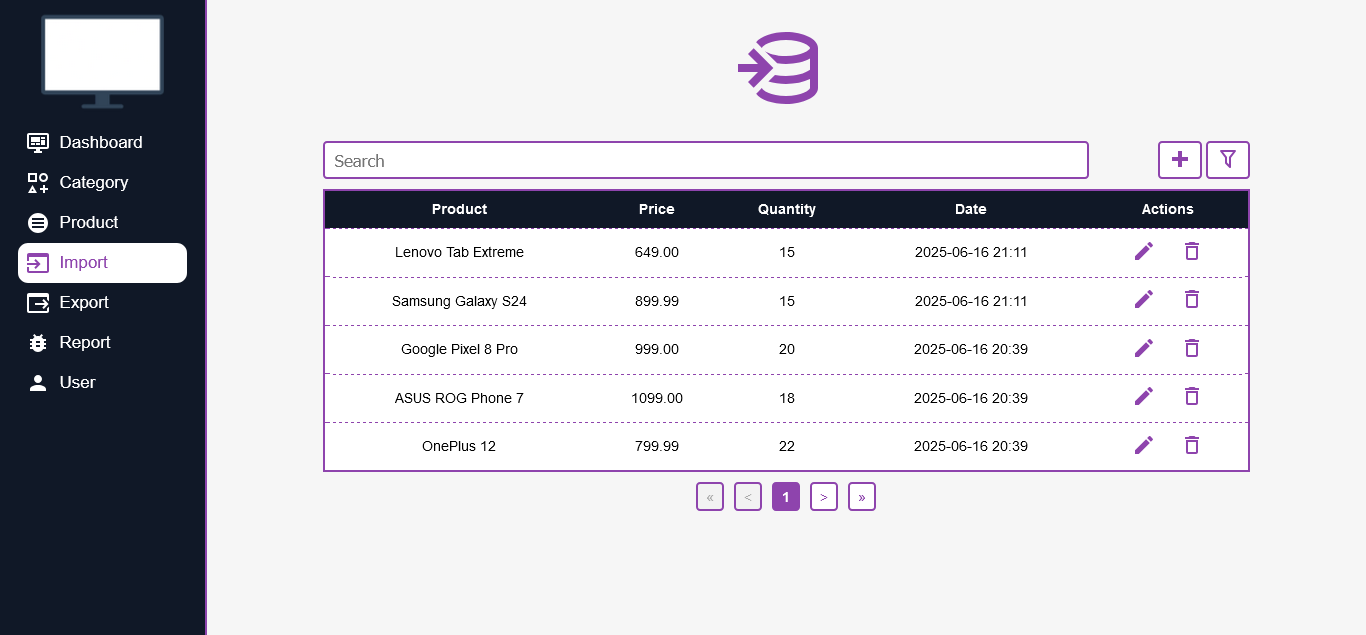 Dashboard
Category
Product
Import
Export
Report
User
Search
Product Price Quantity Date Actions
Lenovo Tab Extreme 649.00 15 2025-06-16 21:11
Samsung Galaxy S24 899.99 15 2025-06-16 21:11
Google Pixel 8 Pro 999.00 20 2025-06-16 20:39
ASUS ROG Phone 7 1099.00 18 2025-06-16 20:39
OnePlus 12 799.99 22 2025-06-16 20:39
« < 1 > »